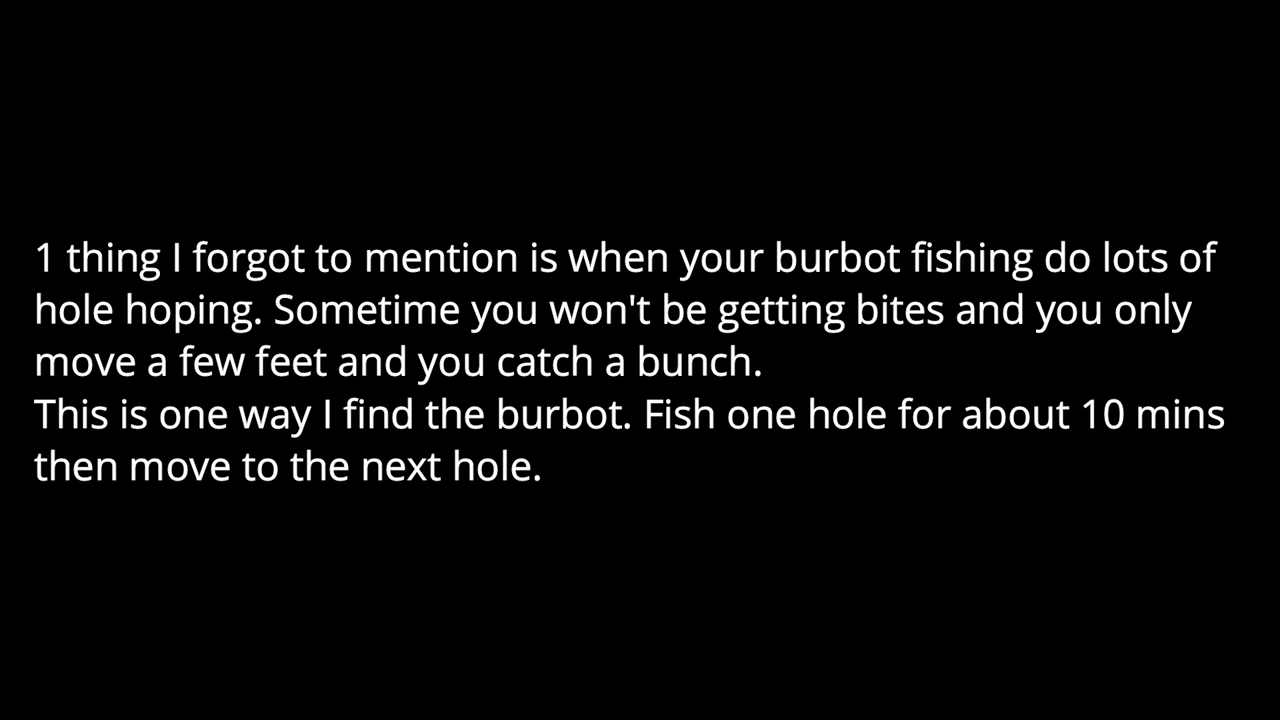 1 thing I forgot to mention is when your burbot fishing do lots of
hole hoping. Sometime you won't be getting bites and you only
move a few feet and you catch a bunch.
This is one way I find the burbot. Fish one hole for about 10 mins
then move to the next hole.